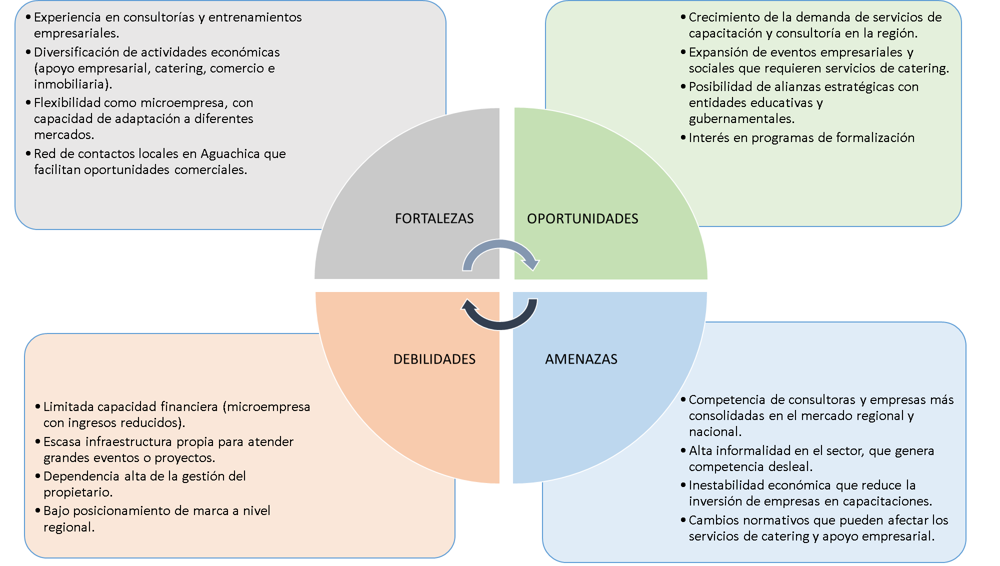 • Experiencia en consultorías y entrenamientos
empresariales.
• Diversificación de actividades económicas
(apoyo empresarial, catering, comercio e
inmobiliaria).
• Flexibilidad como microempresa, con
capacidad de adaptación a diferentes
mercados.
• Red de contactos locales en Aguachica que
facilitan oportunidades comerciales.
• Crecimiento de la demanda de servicios de
capacitación y consultoría en la región.
• Expansión de eventos empresariales y
sociales que requieren servicios de catering.
• Posibilidad de alianzas estratégicas con
entidades educativas y
gubernamentales.
• Interés en programas de formalización
FORTALEZAS
OPORTUNIDADES
DEBILIDADES
AMENAZAS
• Limitada capacidad financiera (microempresa
con ingresos reducidos).
• Escasa infraestructura propia para atender
grandes eventos o proyectos.
• Dependencia alta de la gestión del
propietario.
• Bajo posicionamiento de marca a nivel
regional.
• Competencia de consultoras y empresas más
consolidadas en el mercado regional y
nacional.
• Alta informalidad en el sector, que genera
competencia desleal.
• Inestabilidad económica que reduce la
inversión de empresas en capacitaciones.
• Cambios normativos que pueden afectar los
servicios de catering y apoyo empresarial.